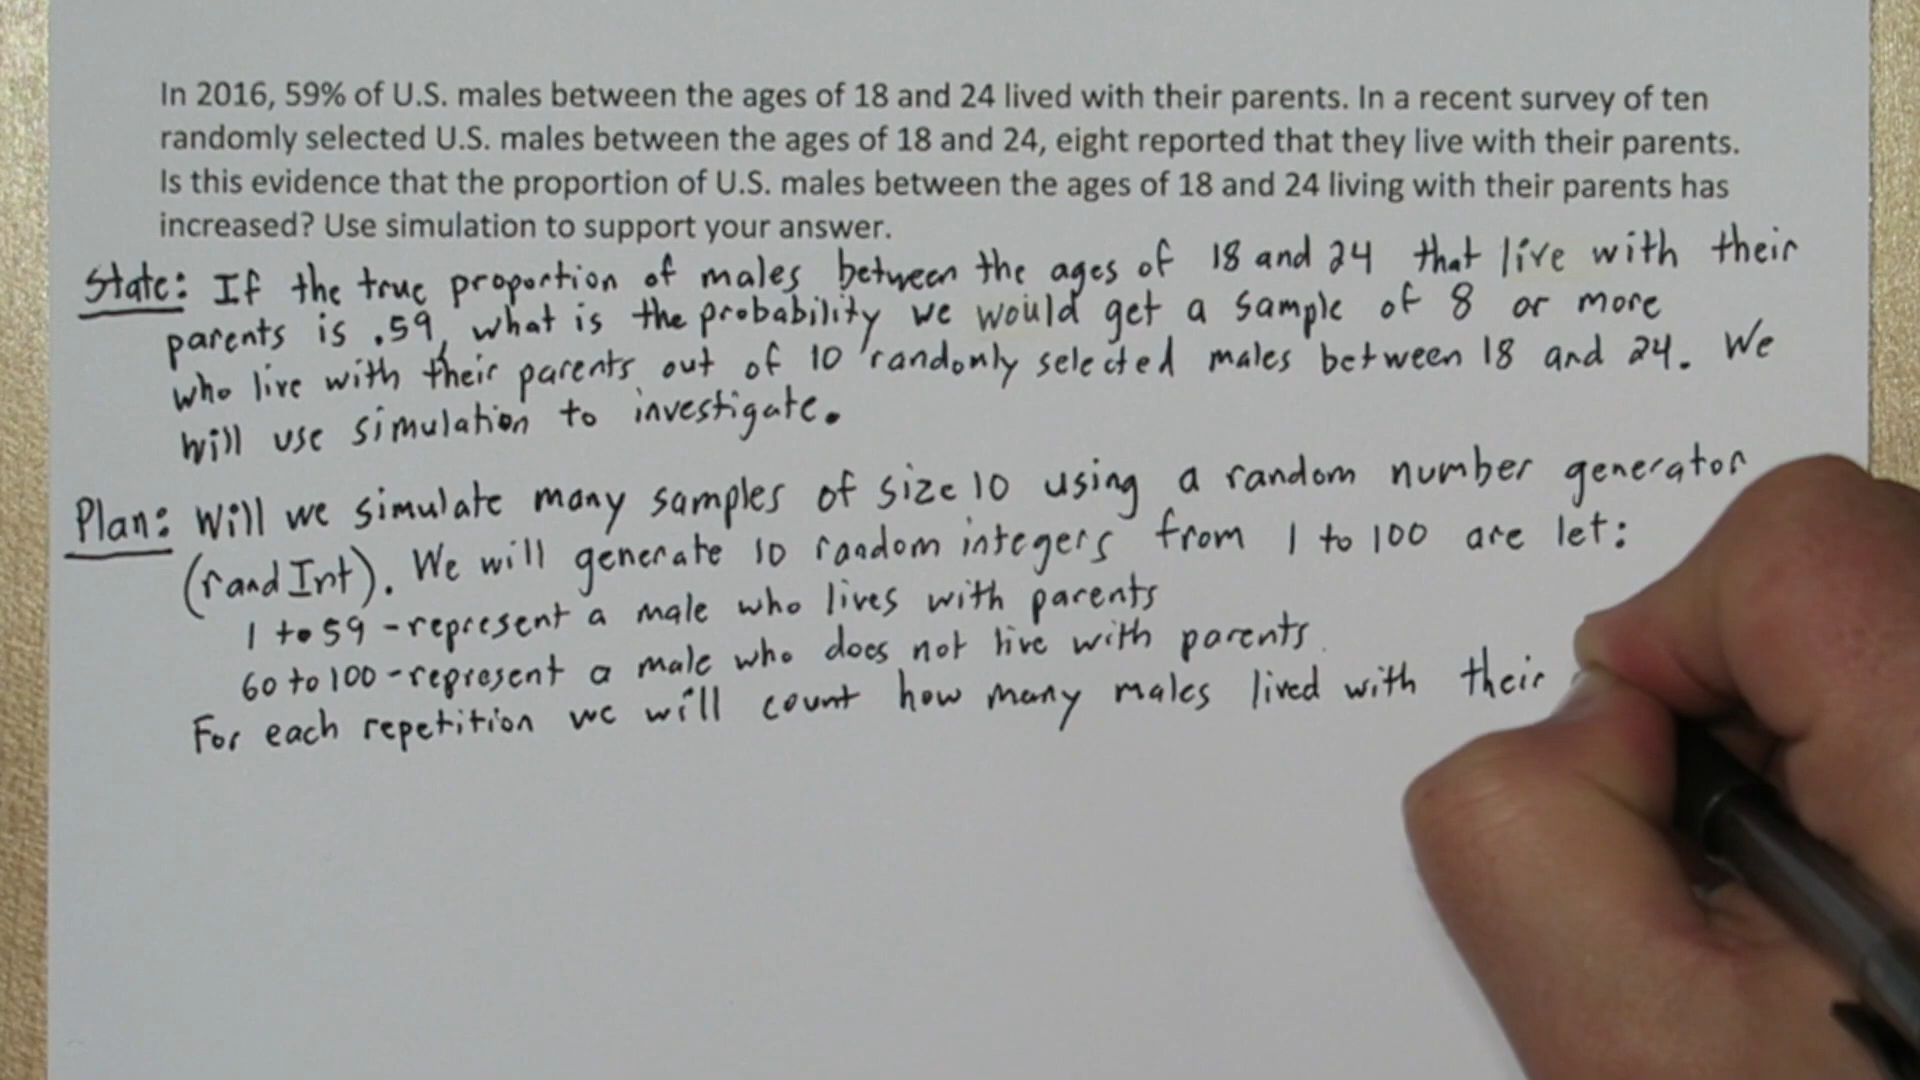 In 2016, 59% of U.S. males between the ages of 18 and 24 lived with their parents. In a recent survey of ten
randomly selected U.S. males between the ages of 18 and 24, eight reported that they live with their parents.
Is this evidence that the proportion of U.S. males between the ages of 18 and 24 living with their parents has
increased? Use simulation to support your answer.
State: If the true proportion of males between the ages of 18 and 24 that live with their
parents is .59, what is the probability we would get a sample of 8 or more
who live with their parents out of 10 randomly selected males between 18 and 24. We
will use simulation to investigate.
Plan: Will we simulate many samples of size 10 using a random number generator
(randInt). We will generate 10 random integers from 1 to 100 are let:
1 to 59 - represent a male who lives with parents
60 to 100 - represent a male who does not live with parents.
For each repetition we will count how many males lived with their